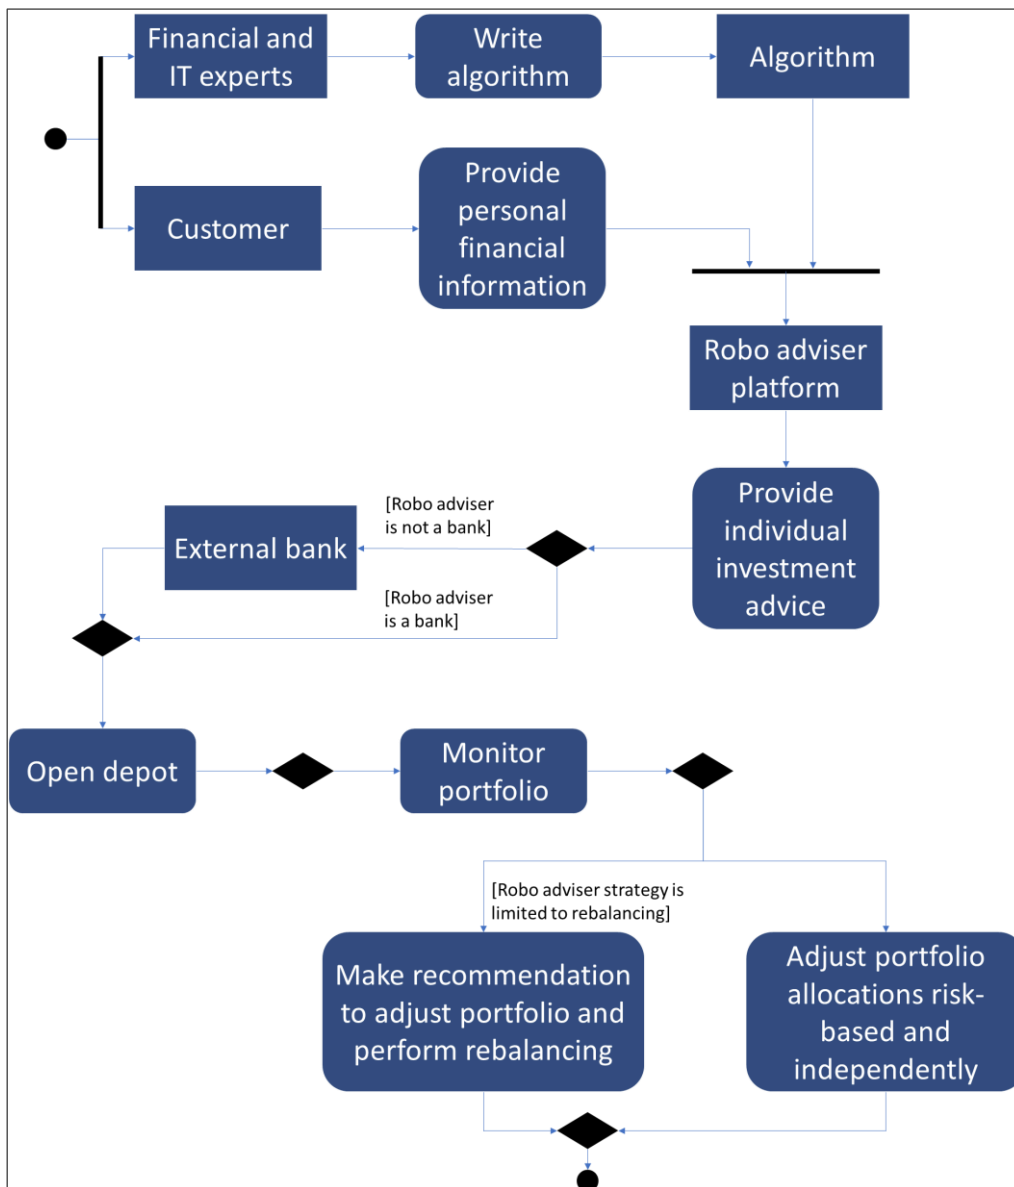 Financial and
IT experts
Write
algorithm
Algorithm
Customer
Provide
personal
financial
information
Robo adviser
platform
Provide
individual
investment
advice
[Robo adviser
is not a bank]
External bank
[Robo adviser
is a bank]
Open depot
Monitor
portfolio
[Robo adviser strategy is
limited to rebalancing]
Make recommendation
to adjust portfolio and
perform rebalancing
Adjust portfolio
allocations risk-
based and
independently